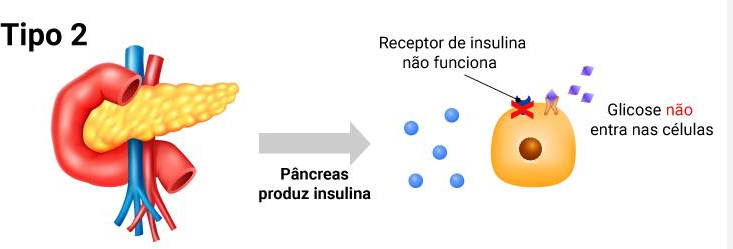 Tipo 2
Receptor de insulina
não funciona
Glicose não
entra nas células
Pâncreas
produz insulina